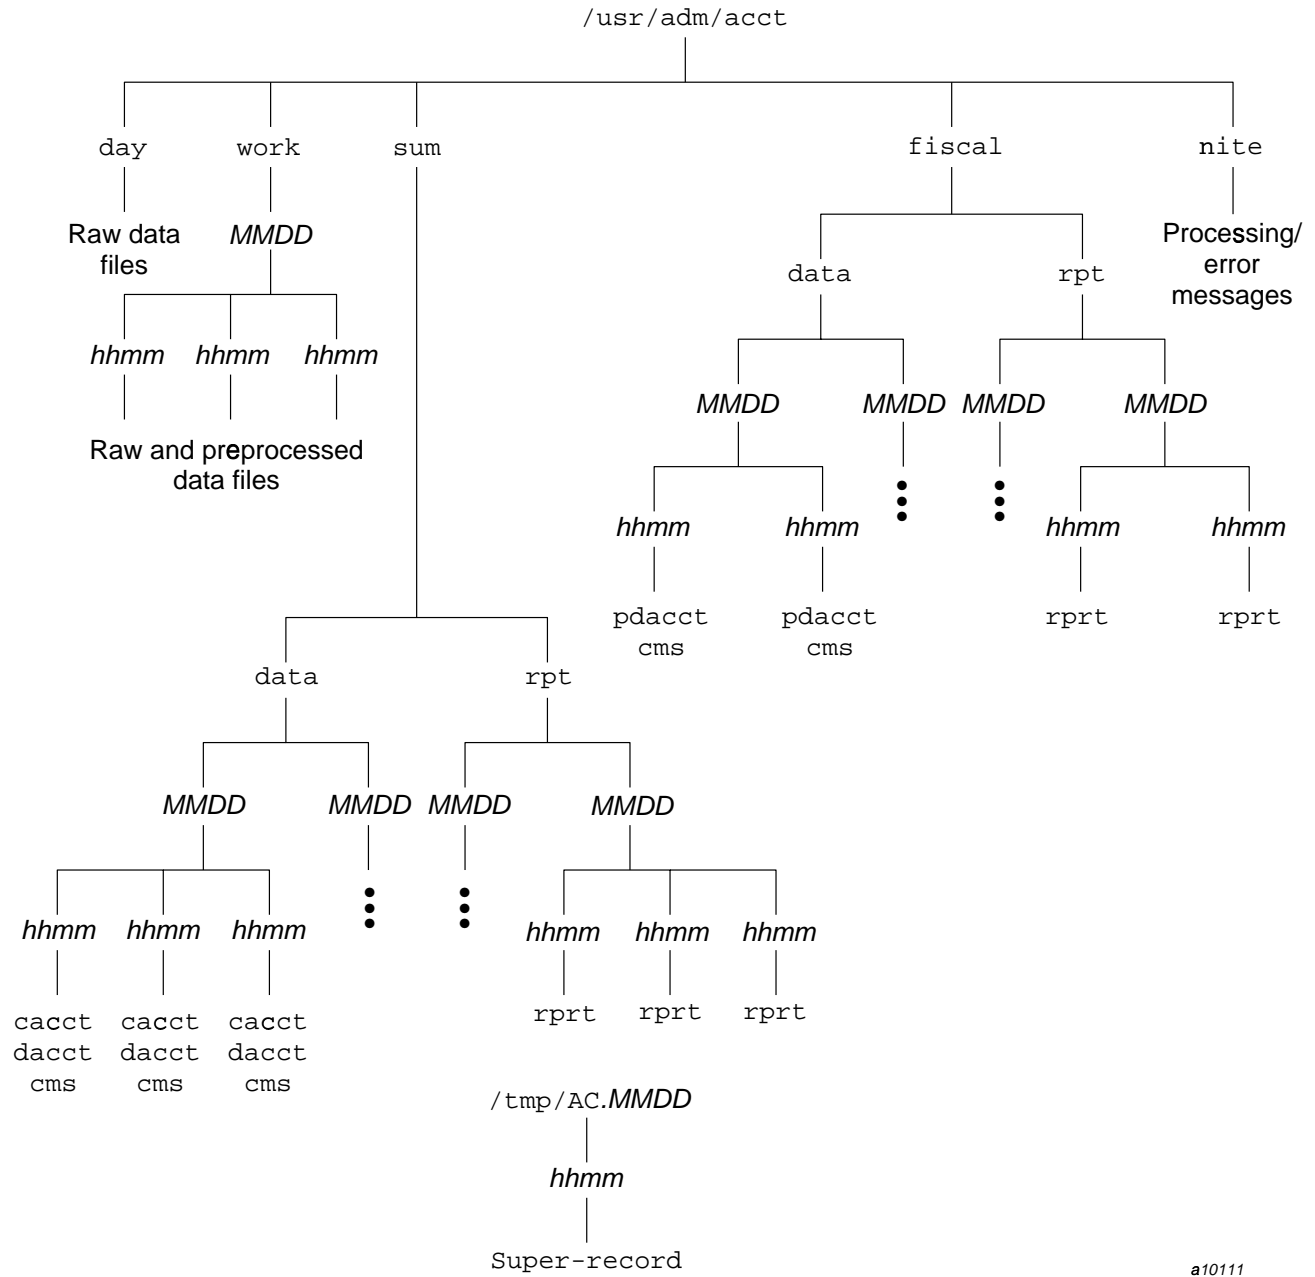 /usr/adm/acct
day work sum fiscal nite
Raw data
files
MMDD
Processing/
error
messages
data rpt
hhmm hhmm hhmm
MMDD MMDD MMDD MMDD
Raw and preprocessed
data files
hhmm hhmm hhmm hhmm
pdacct pdacct rprt rprt
cms cms
data rpt
MMDD MMDD MMDD MMDD
hhmm hhmm hhmm hhmm hhmm hhmm
cacct cacct cacct rprt rprt rprt
dacct dacct dacct
cms cms cms
/tmp/AC.MMDD
hhmm
Super-record
a10111